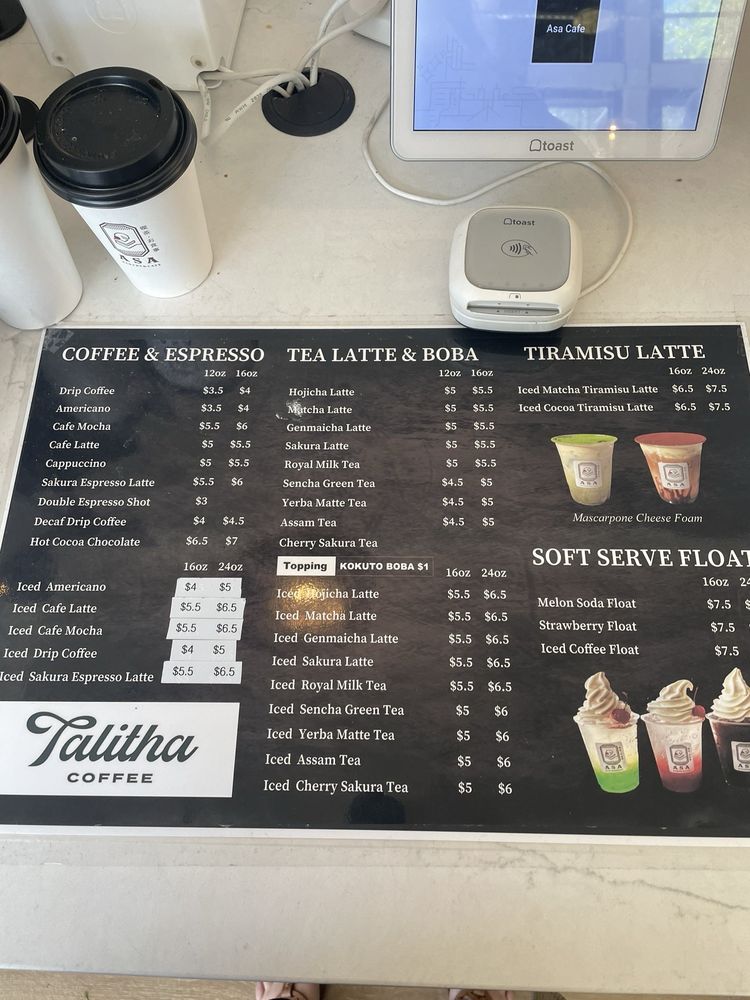 Asa Cafe
toast
toast
ASA
COFFEE & ESPRESSO
12oz 16oz
Drip Coffee $3.5 $4
Americano $3.5 $4
Cafe Mocha $5.5 $6
Cafe Latte $5 $5.5
Cappuccino $5 $5.5
Sakura Espresso Latte $5.5 $6
Double Espresso Shot $3
Decaf Drip Coffee $4 $4.5
Hot Cocoa Chocolate $6.5 $7
16oz 24oz
Iced Americano $4 $5
Iced Cafe Latte $5.5 $6.5
Iced Cafe Mocha $5.5 $6.5
Iced Drip Coffee $4 $5
Iced Sakura Espresso Latte $5.5 $6.5
Talitha
COFFEE
TEA LATTE & BOBA
12oz 16oz
Hojicha Latte $5 $5.5
Matcha Latte $5 $5.5
Genmaicha Latte $5 $5.5
Sakura Latte $5 $5.5
Royal Milk Tea $5 $5.5
Sencha Green Tea $4.5 $5
Yerba Matte Tea $4.5 $5
Assam Tea $4.5 $5
Cherry Sakura Tea
Topping KOKUTO BOBA $1
16oz 24oz
Iced Hojicha Latte $5.5 $6.5
Iced Matcha Latte $5.5 $6.5
Iced Genmaicha Latte $5.5 $6.5
Iced Sakura Latte $5.5 $6.5
Iced Royal Milk Tea $5.5 $6.5
Iced Sencha Green Tea $5 $6
Iced Yerba Matte Tea $5 $6
Iced Assam Tea $5 $6
Iced Cherry Sakura Tea $5 $6
TIRAMISU LATTE
16oz 24oz
Iced Matcha Tiramisu Latte $6.5 $7.5
Iced Cocoa Tiramisu Latte $6.5 $7.5
ASA
ASA
Mascarpone Cheese Foam
SOFT SERVE FLOAT
16oz 24
Melon Soda Float $7.5
Strawberry Float $7.5
Iced Coffee Float $7.5
ASA
ASA
ASA